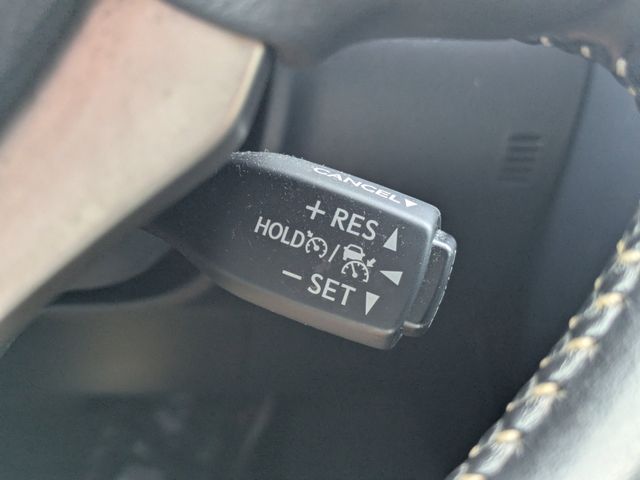 CANCEL▼
+ RES ▲
HOLD / ◀
− SET ▼